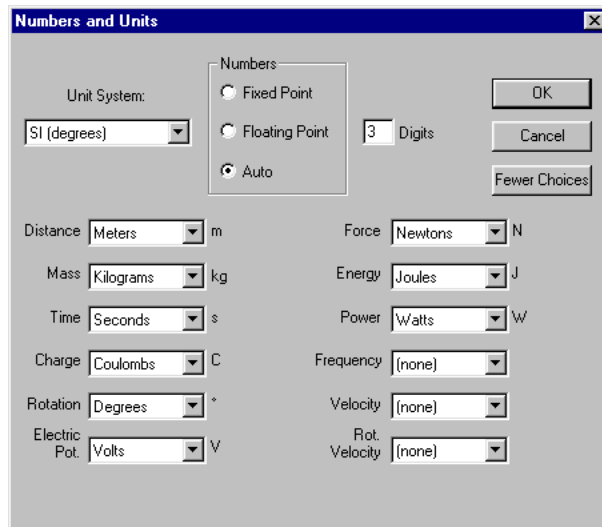 Numbers and Units
Numbers
Unit System:
SI (degrees)
Fixed Point
Floating Point
Auto
3 Digits
OK
Cancel
Fewer Choices
Distance Meters m
Force Newtons N
Mass Kilograms kg
Energy Joules J
Time Seconds s
Power Watts W
Charge Coulombs C
Frequency (none)
Rotation Degrees °
Velocity (none)
Electric
Pot. Volts V
Rot.
Velocity (none)